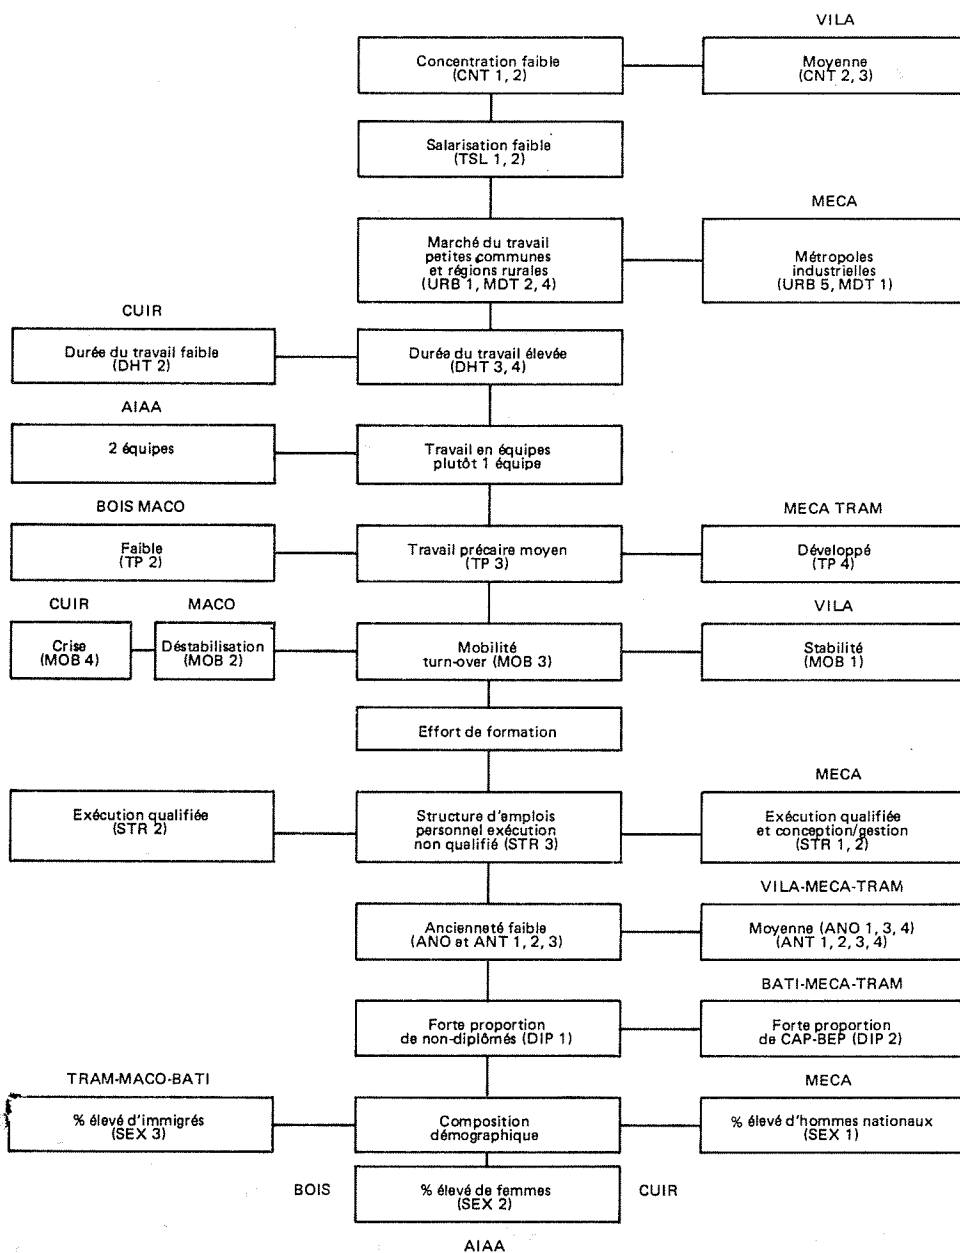 VILA
Concentration faible
(CNT 1, 2)
Moyenne
(CNT 2, 3)
Salarisation faible
(TSL 1, 2)
MECA
Marché du travail
petites communes
et régions rurales
(URB 1, MDT 2, 4)
Métropoles
industrielles
(URB 5, MDT 1)
CUIR
Durée du travail faible
(DHT 2)
Durée du travail élevée
(DHT 3, 4)
AIAA
2 équipes
Travail en équipes
plutôt 1 équipe
BOIS MACO
MECA TRAM
Faible
(TP 2)
Travail précaire moyen
(TP 3)
Développé
(TP 4)
CUIR
MACO
VILA
Crise
(MOB 4)
Déstabilisation
(MOB 2)
Mobilité
turn-over (MOB 3)
Stabilité
(MOB 1)
Effort de formation
MECA
Exécution qualifiée
(STR 2)
Structure d'emplois
personnel exécution
non qualifié (STR 3)
Exécution qualifiée
et conception/gestion
(STR 1, 2)
VILA-MECA-TRAM
Ancienneté faible
(ANO et ANT 1, 2, 3)
Moyenne (ANO 1, 3, 4)
(ANT 1, 2, 3, 4)
BATI-MECA-TRAM
Forte proportion
de non-diplômés (DIP 1)
Forte proportion
de CAP-BEP (DIP 2)
TRAM-MACO-BATI
MECA
% élevé d'immigrés
(SEX 3)
Composition
démographique
% élevé d'hommes nationaux
(SEX 1)
BOIS
% élevé de femmes
(SEX 2)
CUIR
AIAA